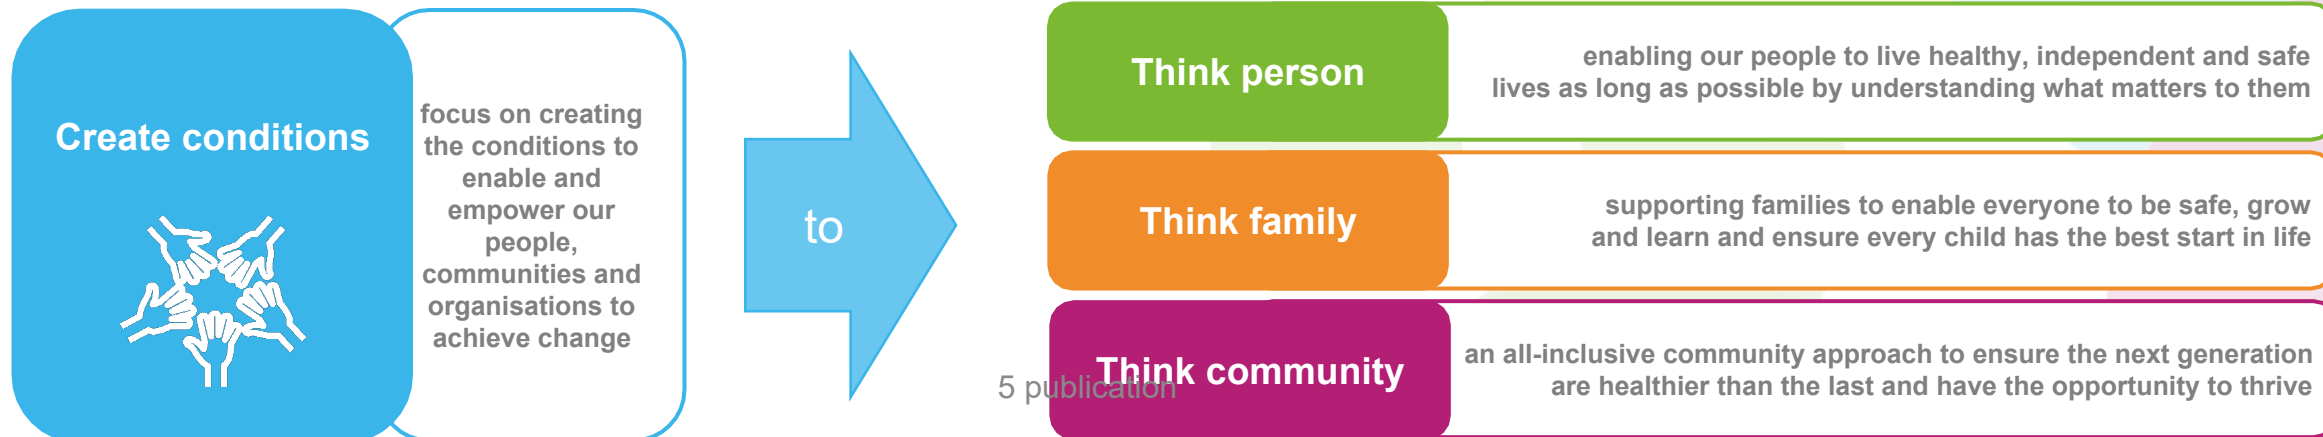 Create conditions
focus on creating
the conditions to
enable and
empower our
people,
communities and
organisations to
achieve change
to
Think person
enabling our people to live healthy, independent and safe
lives as long as possible by understanding what matters to them
Think family
supporting families to enable everyone to be safe, grow
and learn and ensure every child has the best start in life
Think community
an all-inclusive community approach to ensure the next generation
are healthier than the last and have the opportunity to thrive
5 publication